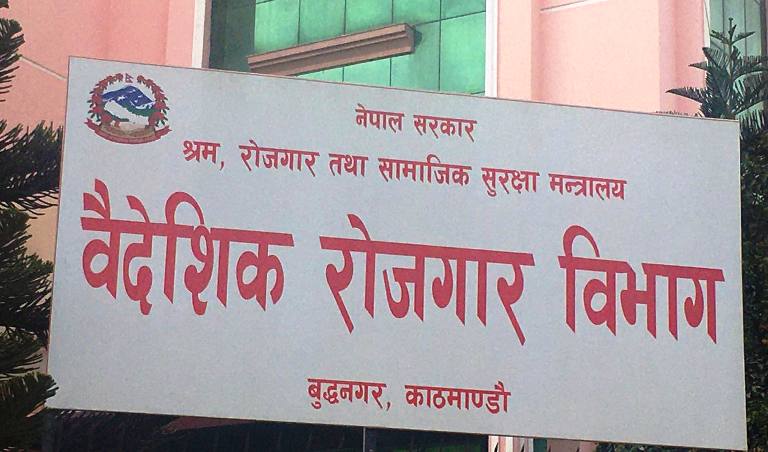 नेपाल सरकार
श्रम, रोजगार तथा सामाजिक सुरक्षा मन्त्रालय
वैदेशिक रोजगार विभाग
बुद्धनगर, काठमाण्डौ